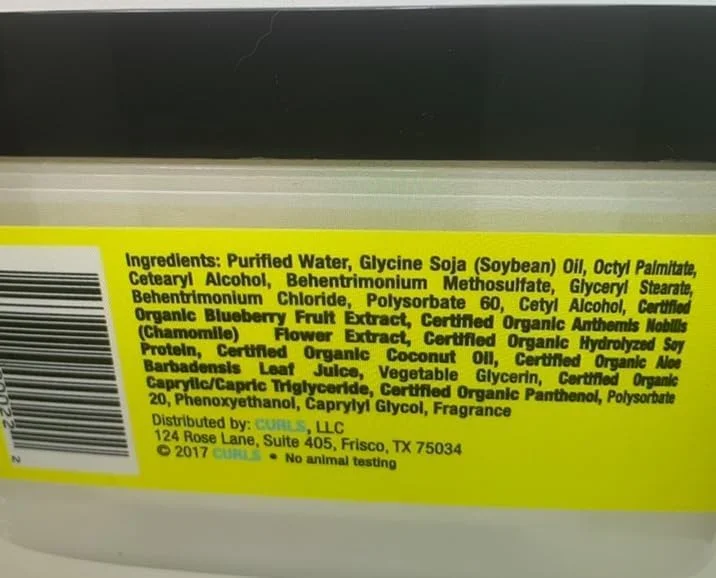 Ingredients: Purified Water, Glycine Soja (Soybean) Oil, Octyl Palmitate,
Cetearyl Alcohol, Behentrimonium Methosulfate, Glyceryl Stearate,
Behentrimonium Chloride, Polysorbate 60, Cetyl Alcohol, Certified
Organic Blueberry Fruit Extract, Certified Organic Anthemis Nobilis
(Chamomile) Flower Extract, Certified Organic Hydrolyzed Soy
Protein, Certified Organic Coconut Oil, Certified Organic Aloe
Barbadensis Leaf Juice, Vegetable Glycerin, Certified Organic
Caprylic/Capric Triglyceride, Certified Organic Panthenol, Polysorbate
20, Phenoxyethanol, Caprylyl Glycol, Fragrance
Distributed by: CURLS, LLC
124 Rose Lane, Suite 405, Frisco, TX 75034
© 2017 CURLS • No animal testing
2